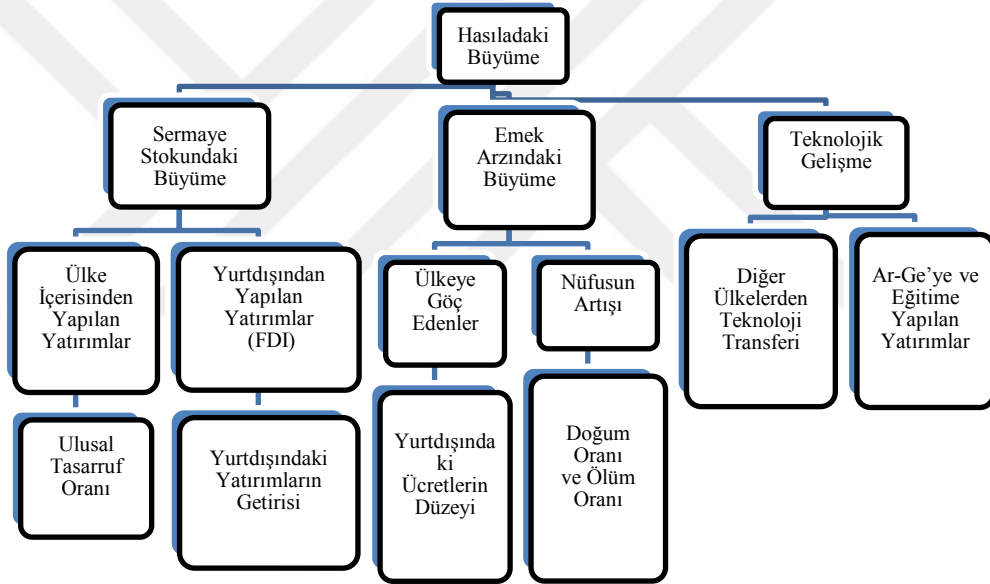 Hasıladaki
Büyüme
Sermaye
Stokundaki
Büyüme
Emek
Arzındaki
Büyüme
Teknolojik
Gelişme
Ülke
İçerisinden
Yapılan
Yatırımlar
Yurtdışından
Yapılan
Yatırımlar
(FDI)
Ülkeye
Göç
Edenler
Nüfusun
Artışı
Diğer
Ülkelerden
Teknoloji
Transferi
Ar-Ge’ye ve
Eğitime
Yapılan
Yatırımlar
Ulusal
Tasarruf
Oranı
Yurtdışındaki
Yatırımların
Getirisi
Yurtdışında
ki
Ücretlerin
Düzeyi
Doğum
Oranı
ve Ölüm
Oranı